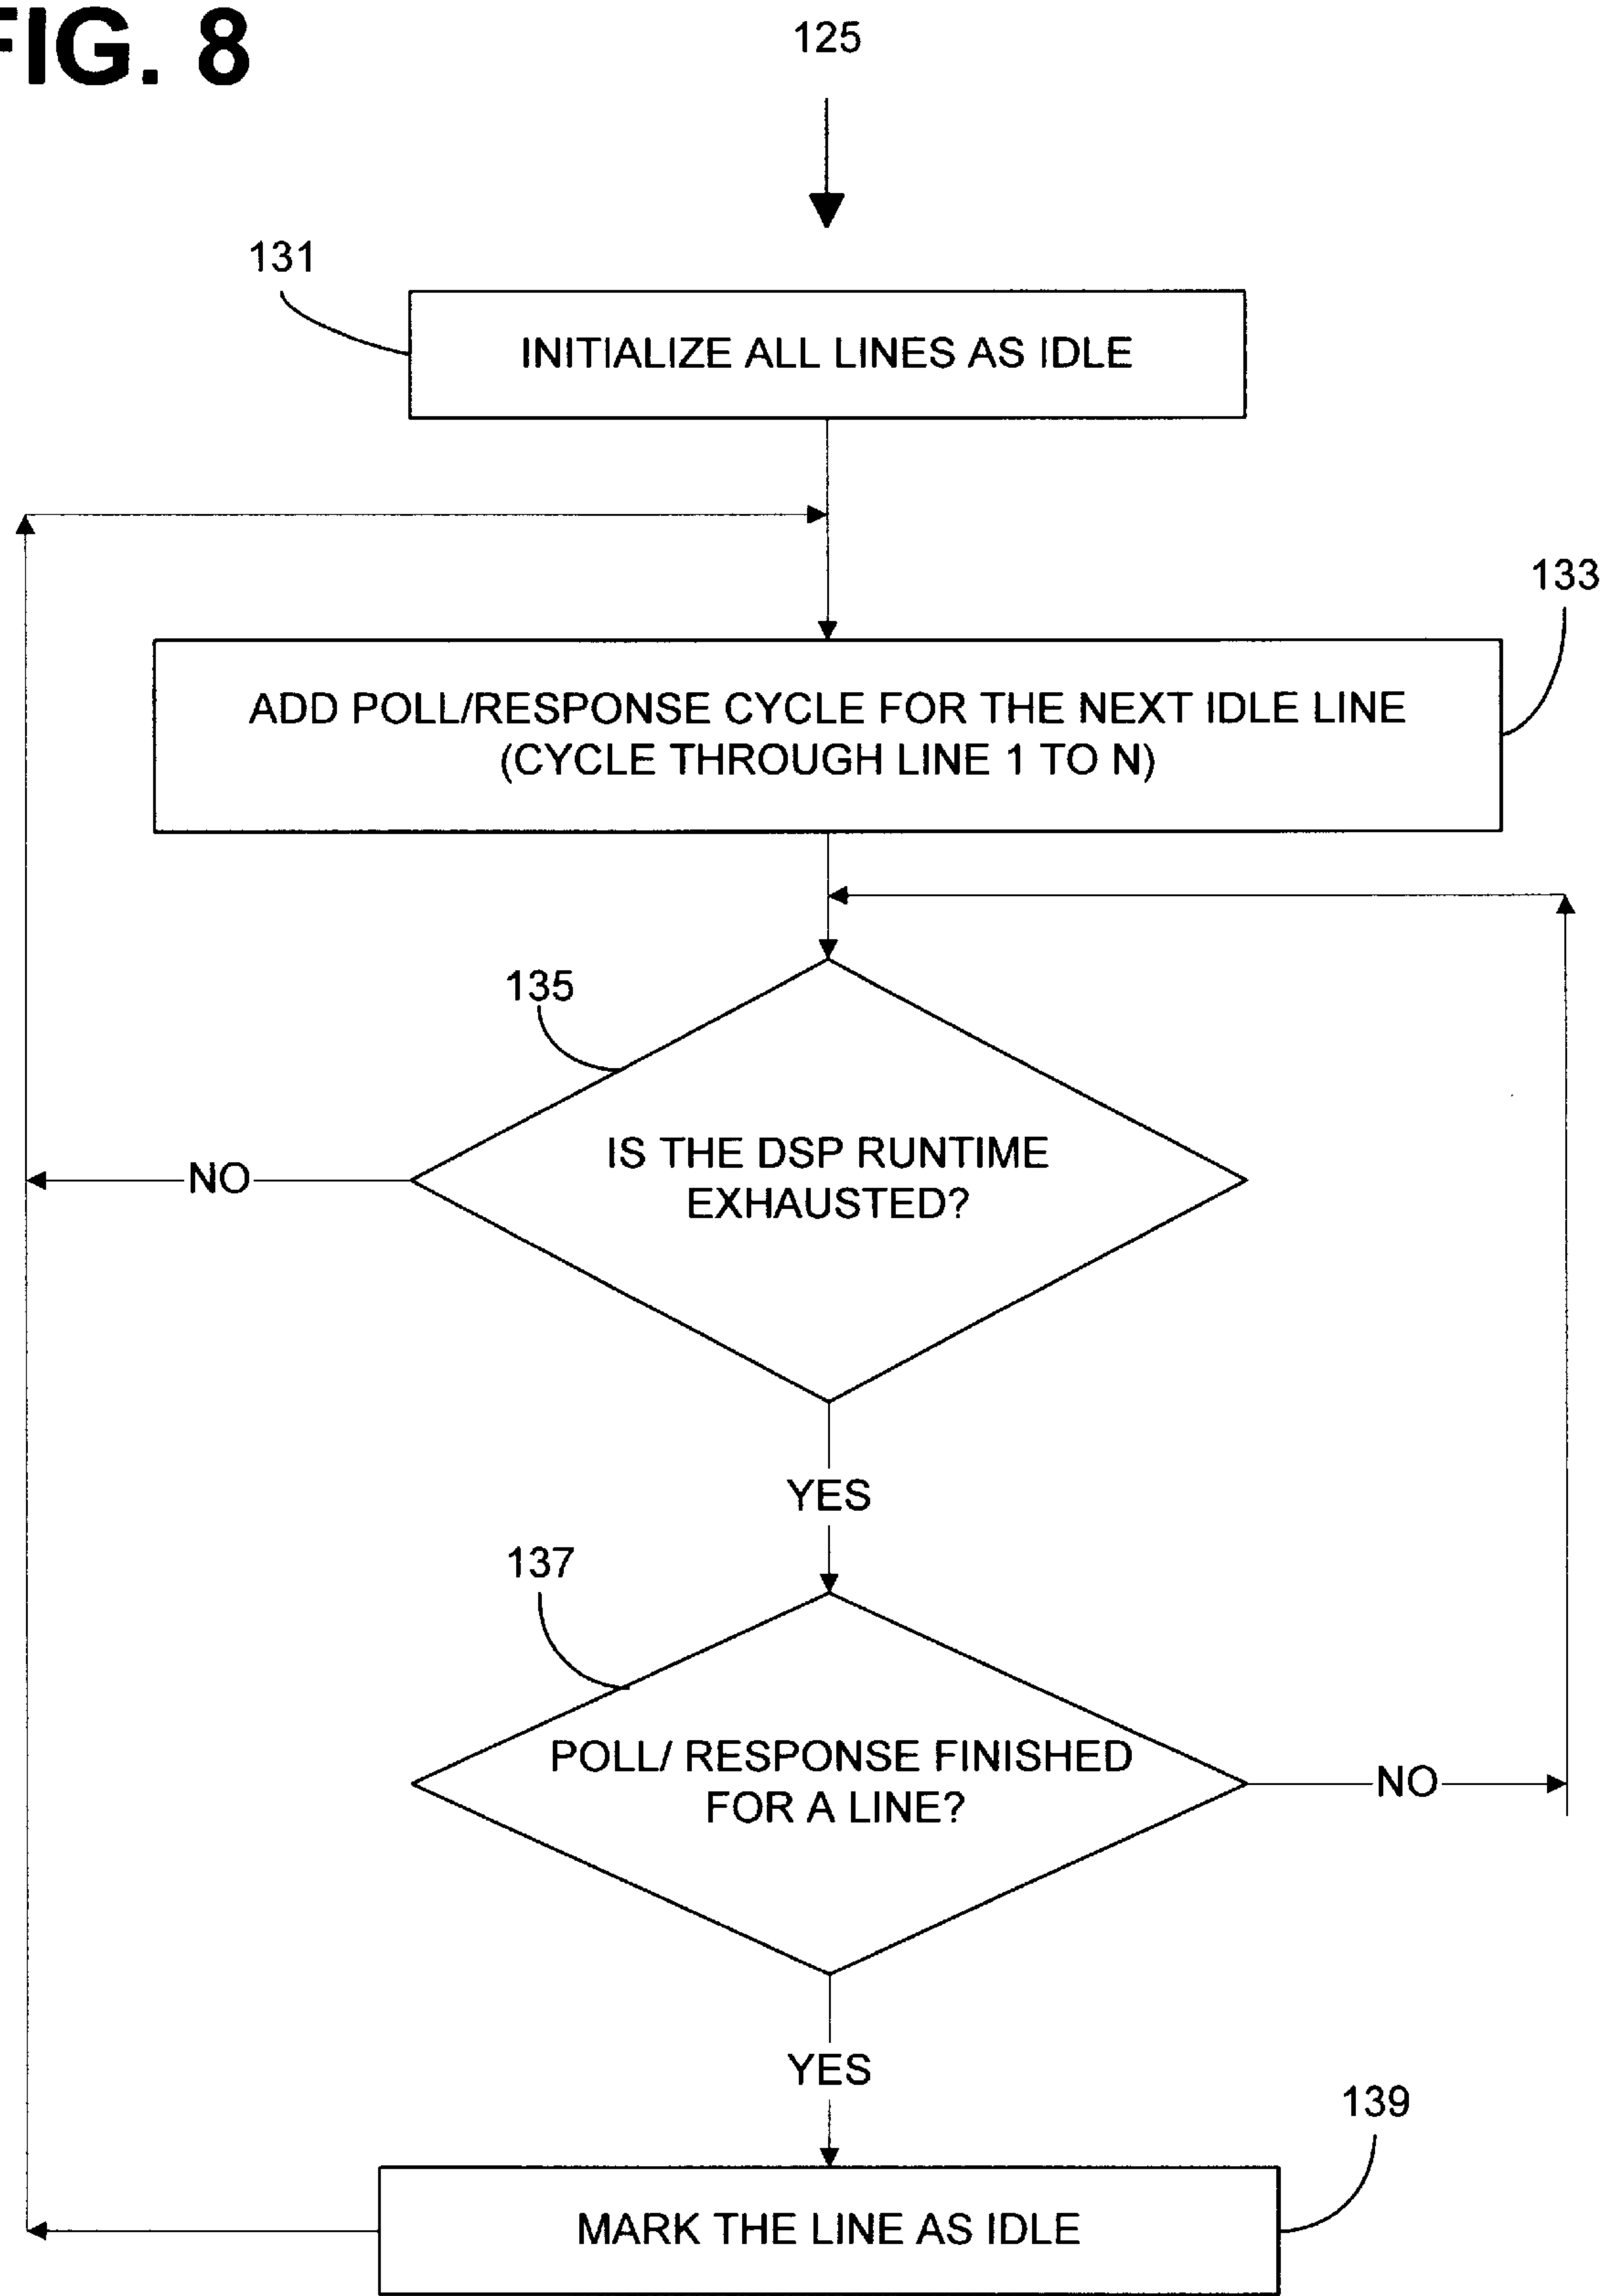 FIG. 8
125
131
INITIALIZE ALL LINES AS IDLE
133
ADD POLL/RESPONSE CYCLE FOR THE NEXT IDLE LINE
(CYCLE THROUGH LINE 1 TO N)
135
IS THE DSP RUNTIME
EXHAUSTED?
NO
YES
137
POLL/ RESPONSE FINISHED
FOR A LINE?
NO
YES
139
MARK THE LINE AS IDLE